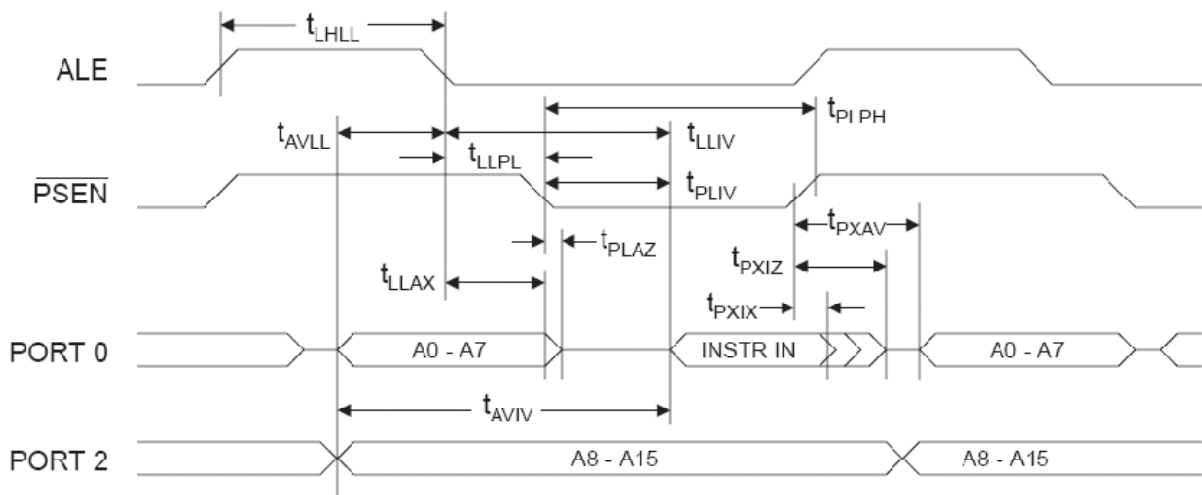 tLHLL
ALE
tPLPH
tAVLL
tLLIV
tLLPL
PSEN
tPLIV
tPXAV
tPLAZ
tPXIZ
tLLAX
tPXIX
PORT 0
A0 - A7
INSTR IN
A0 - A7
tAVIV
PORT 2
A8 - A15
A8 - A15